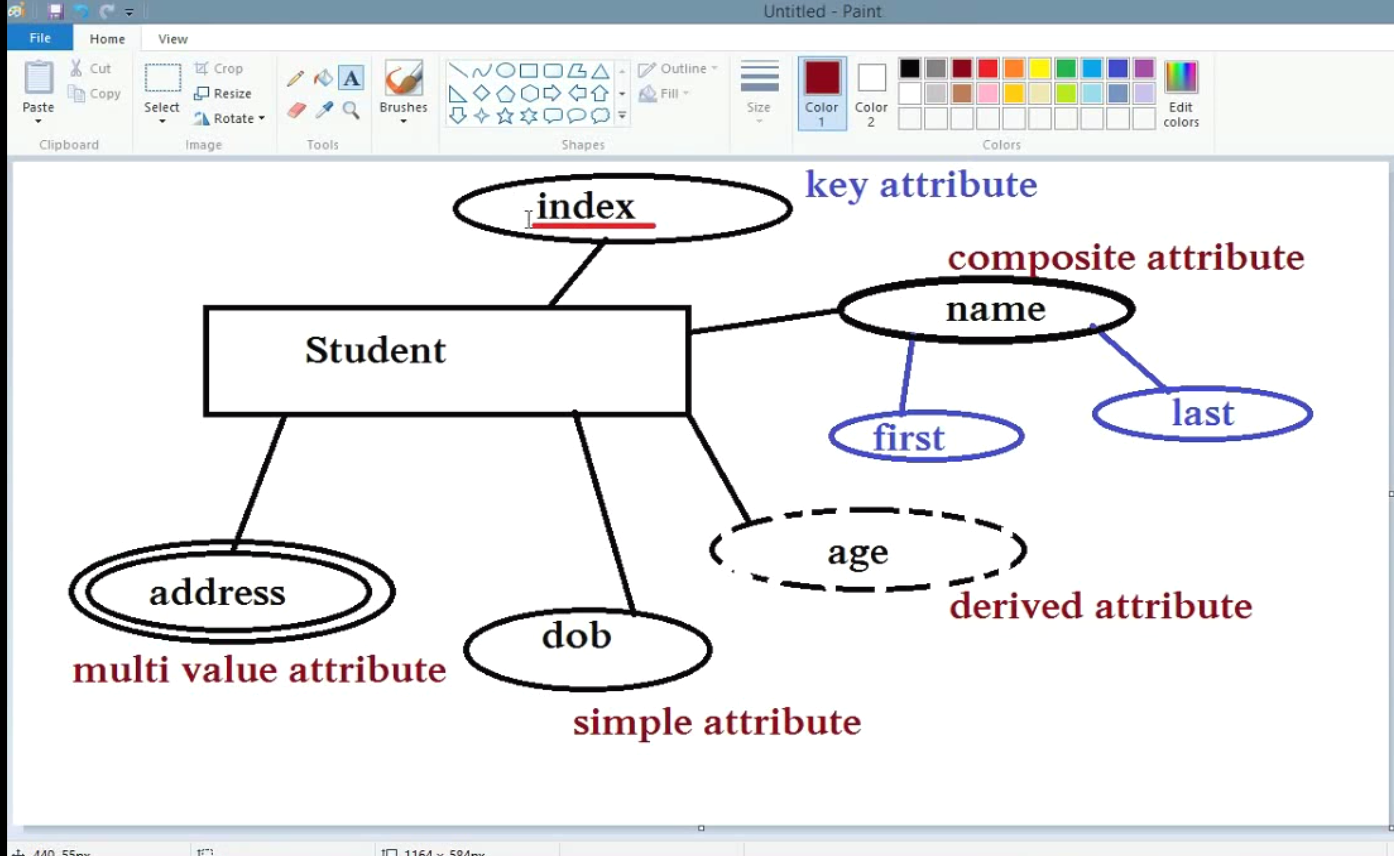 Untitled - Paint
File Home View
Cut
Copy
Paste
Clipboard
Select
Crop
Resize
Rotate
Image
A
Tools
Brushes
Outline
Fill
Shapes
Size
Color 1
Color 2
Edit colors
Colors
index
key attribute
composite attribute
name
Student
first
last
age
derived attribute
address
multi value attribute
dob
simple attribute
440, 55px
1164 × 584px